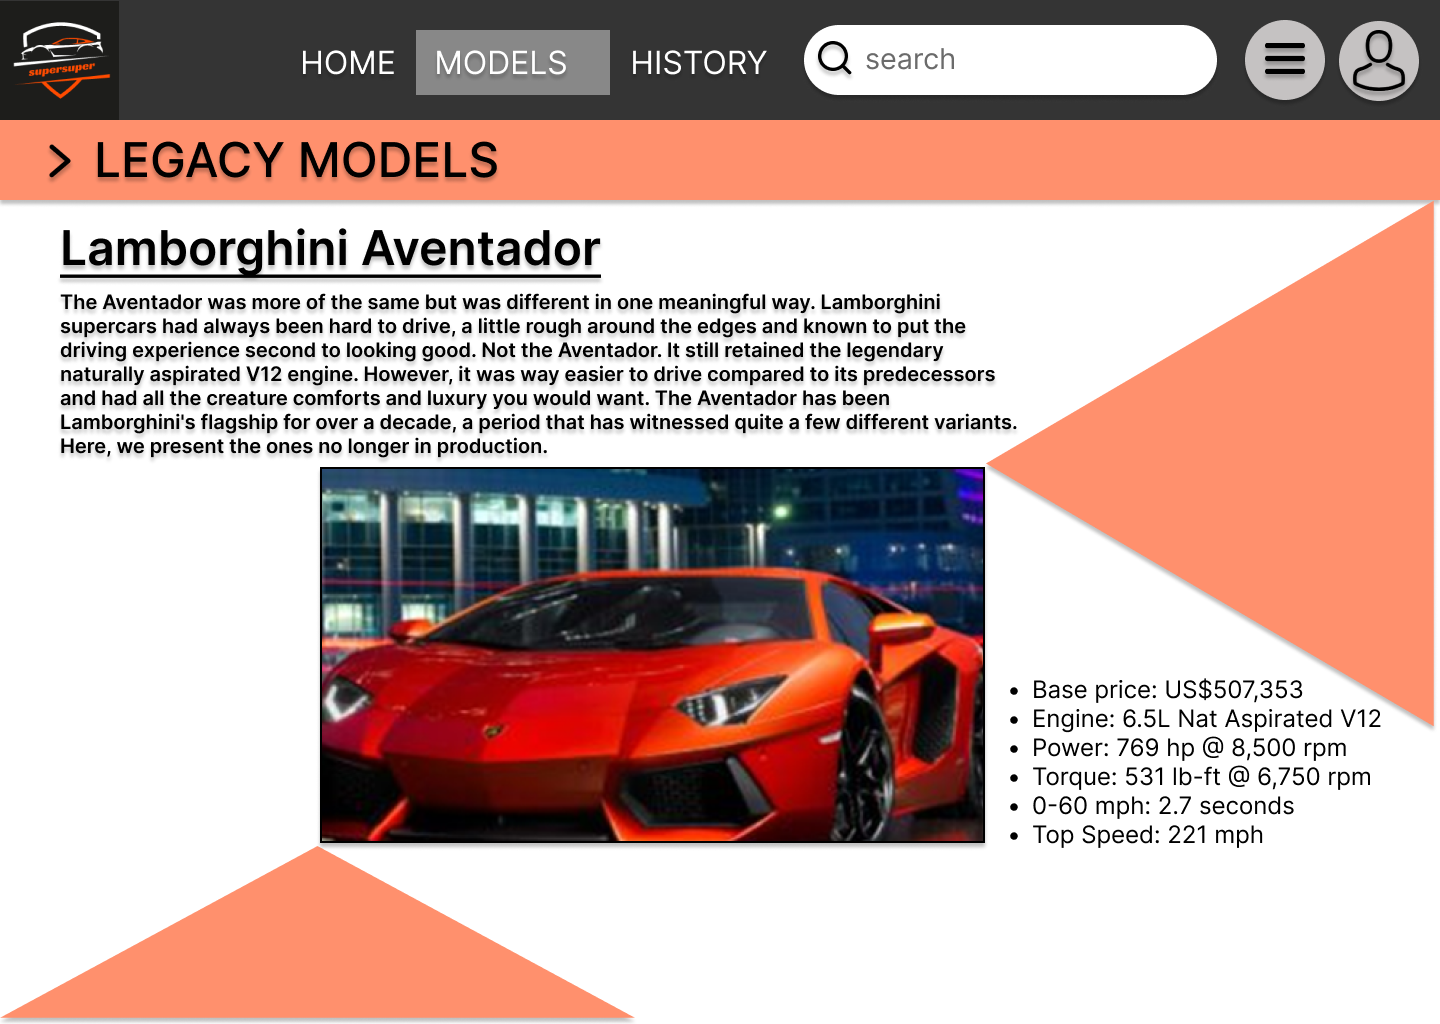 supersuper
HOME
MODELS
HISTORY
search
> LEGACY MODELS
Lamborghini Aventador
The Aventador was more of the same but was different in one meaningful way. Lamborghini
supercars had always been hard to drive, a little rough around the edges and known to put the
driving experience second to looking good. Not the Aventador. It still retained the legendary
naturally aspirated V12 engine. However, it was way easier to drive compared to its predecessors
and had all the creature comforts and luxury you would want. The Aventador has been
Lamborghini's flagship for over a decade, a period that has witnessed quite a few different variants.
Here, we present the ones no longer in production.
• Base price: US$507,353
• Engine: 6.5L Nat Aspirated V12
• Power: 769 hp @ 8,500 rpm
• Torque: 531 lb-ft @ 6,750 rpm
• 0-60 mph: 2.7 seconds
• Top Speed: 221 mph